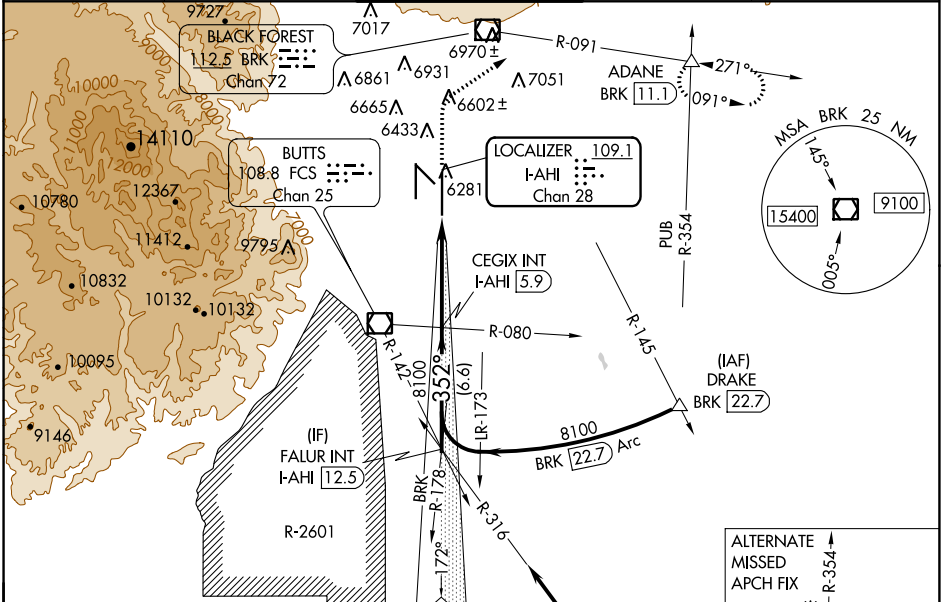 9727
7017
BLACK FOREST
112.5 BRK
Chan 72
6970 ±
R-091
6861
6931
7051
ADANE
BRK 11.1
271°
091°
6665
6602 ±
6433
10000
11000
12000
14110
10000
MSA BRK 25 NM
145°
15400
9100
005°
BUTTS
108.8 FCS
Chan 25
LOCALIZER 109.1
I-AHI
Chan 28
6281
10780
12367
11412
9795
PUB
R-354
CEGIX INT
I-AHI 5.9
10832
10132
10132
R-080
R-145
10095
R-142
8100
352°
(6.6)
LR-173
(IAF)
DRAKE
BRK 22.7
9146
8100
BRK 22.7 Arc
(IF)
FALUR INT
I-AHI 12.5
BRK
R-178
R-316
R-2601
172°
ALTERNATE
MISSED
APCH FIX
R-354